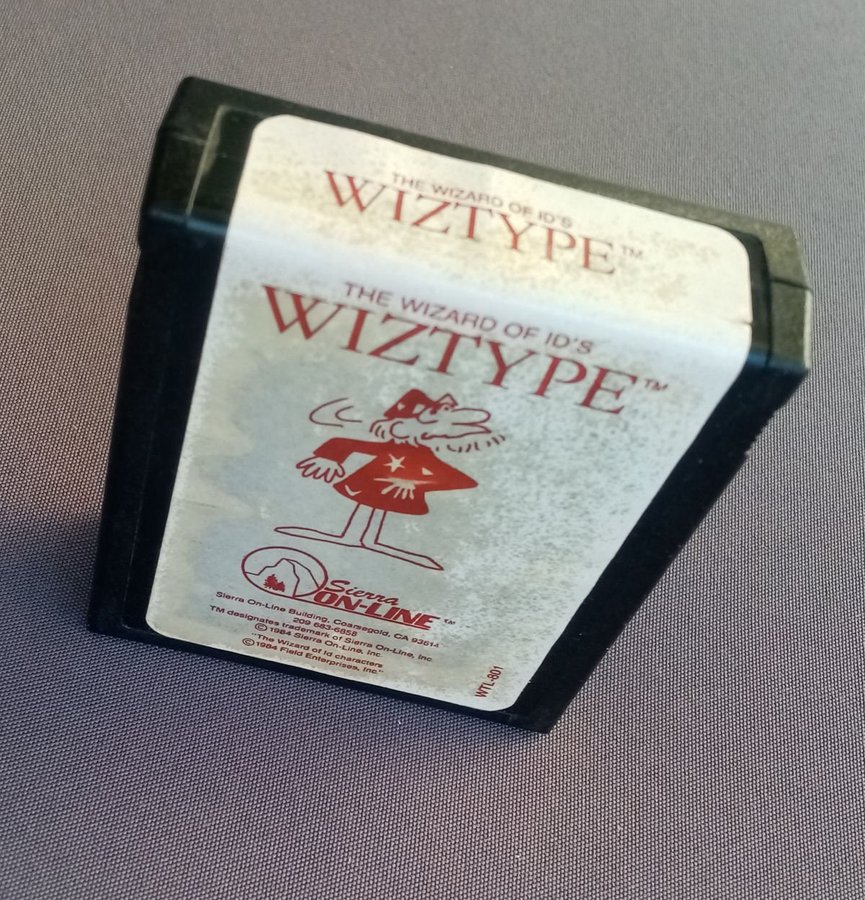 THE WIZARD OF ID'S
WIZTYPE™
THE WIZARD OF ID'S
WIZTYPE™
Sierra
ON-LINE™
Sierra On-Line Building, Coarsegold, CA 93614
209 683-6858
TM designates trademark of Sierra On-Line, Inc.
©1984 Sierra On-Line, Inc.
"The Wizard of Id characters
©1984 Field Enterprises, Inc."
WTL-801